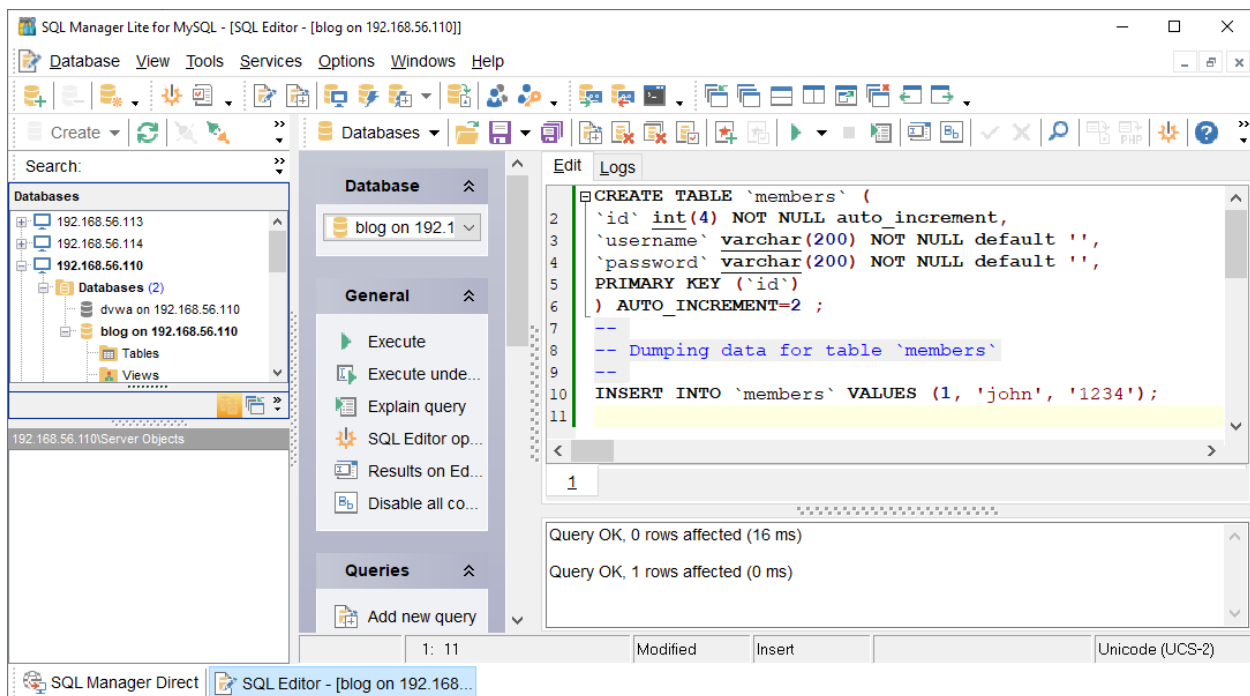 SQL Manager Lite for MySQL - [SQL Editor - [blog on 192.168.56.110]]
Database View Tools Services Options Windows Help
Create
Databases
Search:
Databases
192.168.56.113
192.168.56.114
192.168.56.110
Databases (2)
dvwa on 192.168.56.110
blog on 192.168.56.110
Tables
Views
192.168.56.110\Server Objects
Database
blog on 192.1
General
Execute
Execute unde...
Explain query
SQL Editor op...
Results on Ed...
Disable all co...
Queries
Add new query
Edit Logs
CREATE TABLE `members` (
2 `id` int(4) NOT NULL auto_increment,
3 `username` varchar(200) NOT NULL default '',
4 `password` varchar(200) NOT NULL default '',
5 PRIMARY KEY (`id`)
6 ) AUTO_INCREMENT=2 ;
7 --
8 -- Dumping data for table `members`
9 --
10 INSERT INTO `members` VALUES (1, 'john', '1234');
11
1
Query OK, 0 rows affected (16 ms)
Query OK, 1 rows affected (0 ms)
1: 11 Modified Insert Unicode (UCS-2)
SQL Manager Direct SQL Editor - [blog on 192.168...